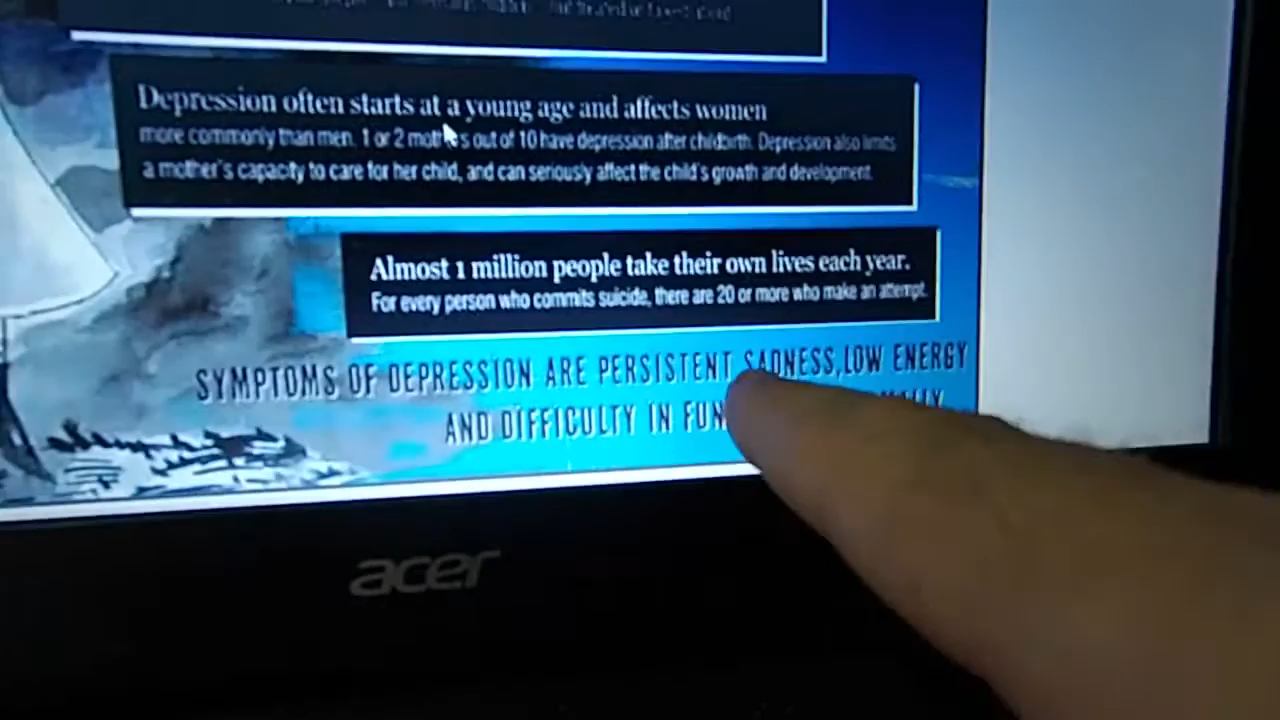 Depression often starts at a young age and affects women
more commonly than men. 1 or 2 mothers out of 10 have depression after childbirth. Depression also limits
a mother's capacity to care for her child, and can seriously affect the child's growth and development.
Almost 1 million people take their own lives each year.
For every person who commits suicide, there are 20 or more who make an attempt.
SYMPTOMS OF DEPRESSION ARE PERSISTENT SADNESS,LOW ENERGY
AND DIFFICULTY IN
acer